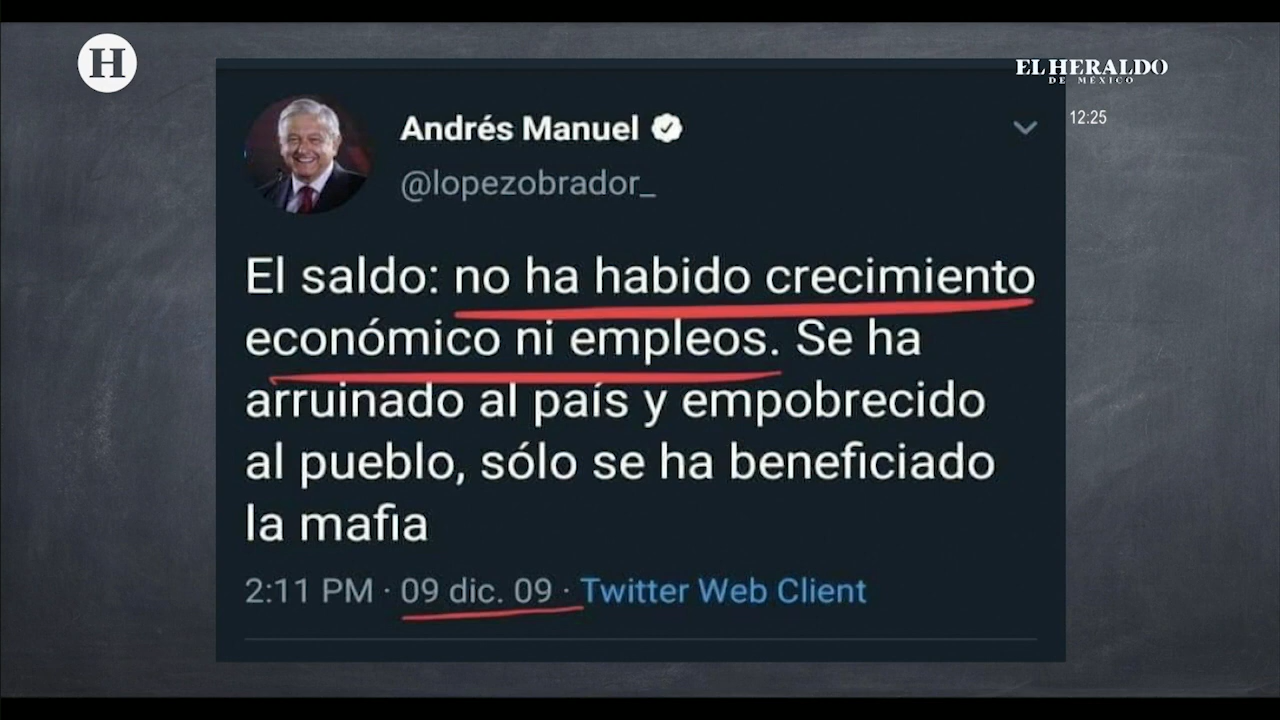 H
EL HERALDO
DE MÉXICO
12:25
Andrés Manuel
@lopezobrador_
El saldo: no ha habido crecimiento
económico ni empleos. Se ha
arruinado al país y empobrecido
al pueblo, sólo se ha beneficiado
la mafia
2:11 PM · 09 dic. 09 · Twitter Web Client